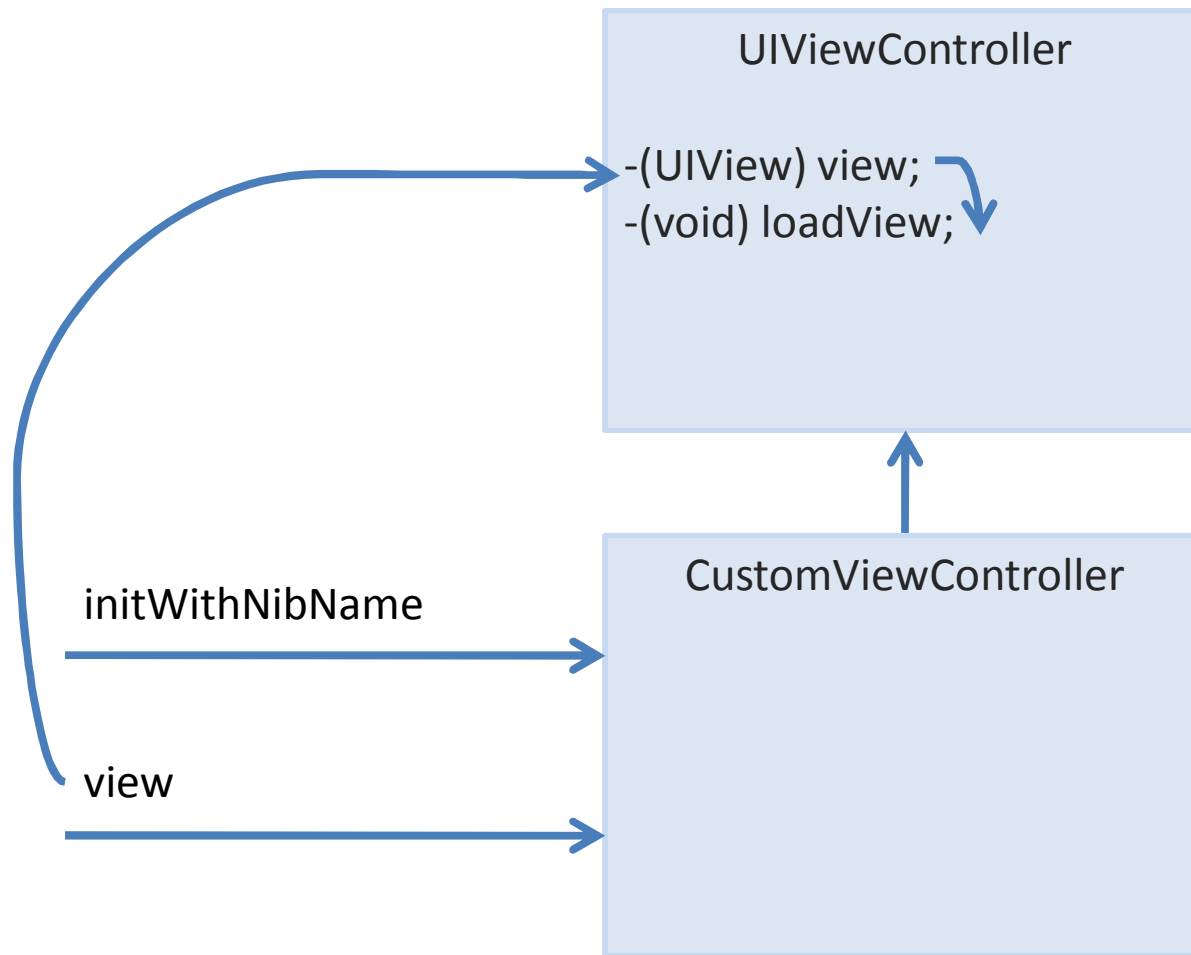 UIViewController
-(UIView) view;
-(void) loadView;
CustomViewController
initWithNibName
view